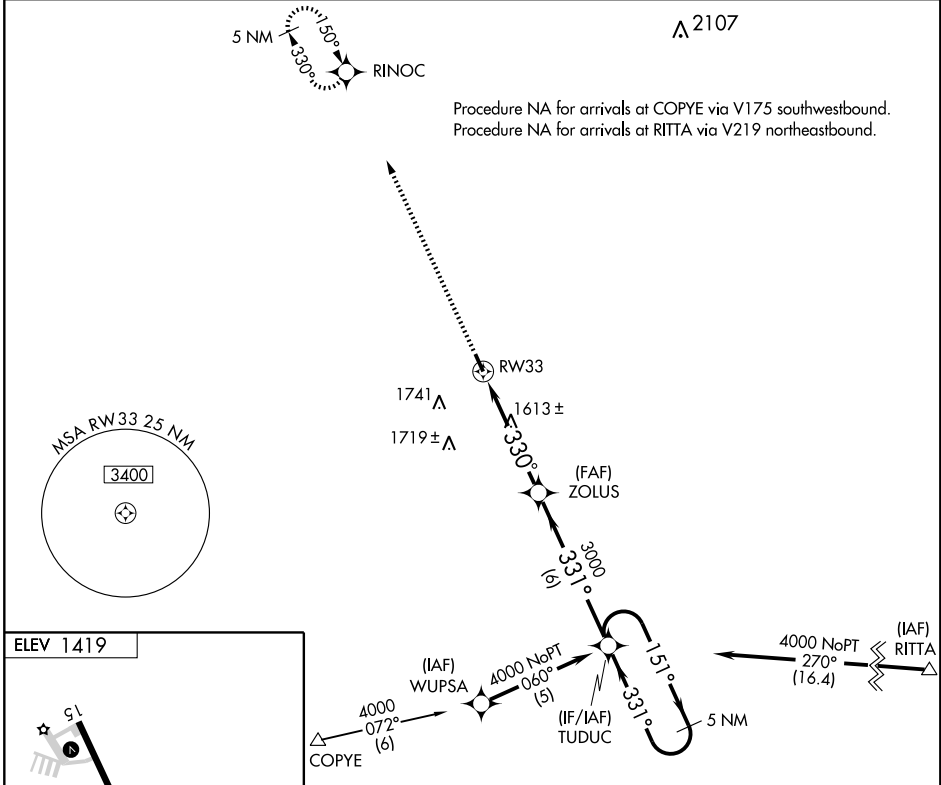 2107
5 NM
150°
330°
RINOC
Procedure NA for arrivals at COPYE via V175 southwestbound.
Procedure NA for arrivals at RITTA via V219 northeastbound.
RW33
1741
1613 ±
1719 ±
330°
MSA RW33 25 NM
3400
(FAF)
ZOLUS
3000
331°
(6)
ELEV 1419
15
V
(IAF)
WUPSA
4000 NoPT
060°
(5)
4000
072°
(6)
COPYE
(IF/IAF)
TUDUC
151°
331°
5 NM
4000 NoPT
270°
(16.4)
(IAF)
RITTA